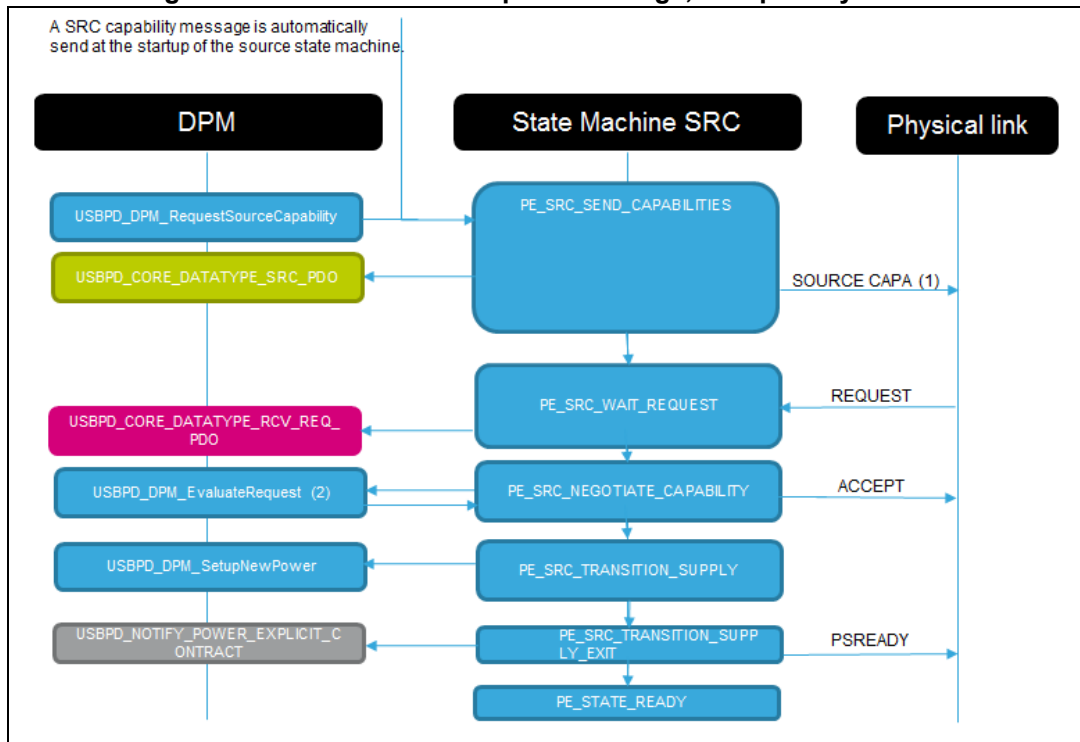 A SRC capability message is automatically
send at the startup of the source state machine.
DPM
State Machine SRC
Physical link
USBPD_DPM_RequestSourceCapability
PE_SRC_SEND_CAPABILITIES
USBPD_CORE_DATATYPE_SRC_PDO
SOURCE CAPA (1)
PE_SRC_WAIT_REQUEST
REQUEST
USBPD_CORE_DATATYPE_RCV_REQ_
PDO
USBPD_DPM_EvaluateRequest (2)
PE_SRC_NEGOTIATE_CAPABILITY
ACCEPT
USBPD_DPM_SetupNewPower
PE_SRC_TRANSITION_SUPPLY
USBPD_NOTIFY_POWER_EXPLICIT_C
ONTRACT
PE_SRC_TRANSITION_SUPP
LY_EXIT
PSREADY
PE_STATE_READY